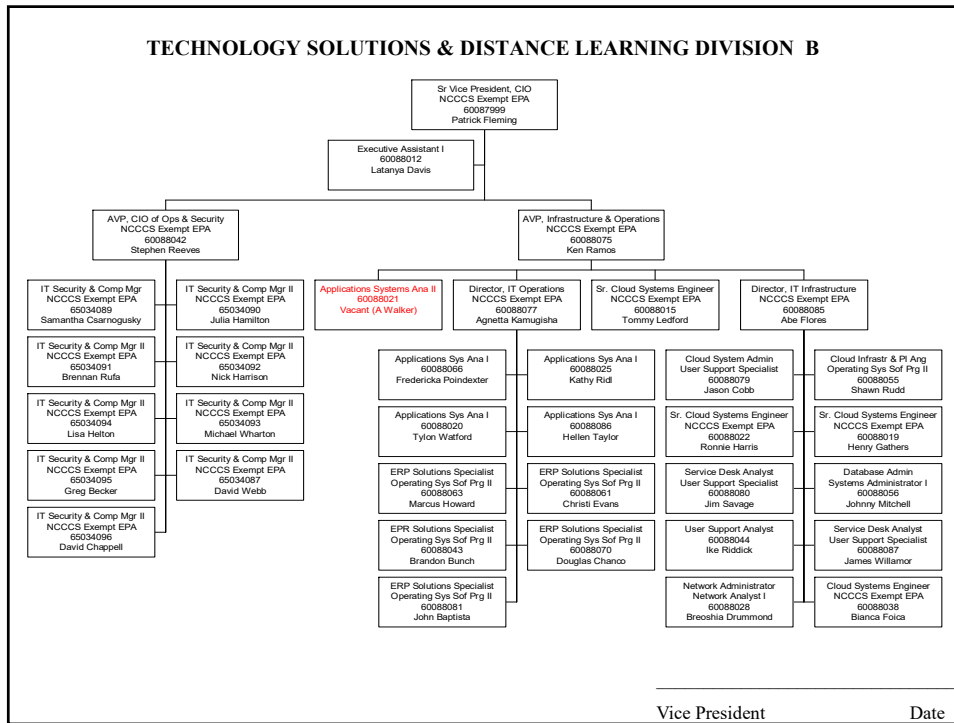 TECHNOLOGY SOLUTIONS & DISTANCE LEARNING DIVISION B
Sr Vice President, CIO
NCCCS Exempt EPA
60087999
Patrick Fleming
Executive Assistant I
60088012
Latanya Davis
AVP, CIO of Ops & Security
NCCCS Exempt EPA
60088042
Stephen Reeves
AVP, Infrastructure & Operations
NCCCS Exempt EPA
60088075
Ken Ramos
IT Security & Comp Mgr
NCCCS Exempt EPA
65034089
Samantha Csarnogusky
IT Security & Comp Mgr II
NCCCS Exempt EPA
65034090
Julia Hamilton
IT Security & Comp Mgr II
NCCCS Exempt EPA
65034091
Brennan Rufa
IT Security & Comp Mgr II
NCCCS Exempt EPA
65034092
Nick Harrison
IT Security & Comp Mgr II
NCCCS Exempt EPA
65034094
Lisa Helton
IT Security & Comp Mgr II
NCCCS Exempt EPA
65034093
Michael Wharton
IT Security & Comp Mgr II
NCCCS Exempt EPA
65034095
Greg Becker
IT Security & Comp Mgr II
NCCCS Exempt EPA
65034087
David Webb
IT Security & Comp Mgr II
NCCCS Exempt EPA
65034096
David Chappell
Applications Systems Ana II
60088021
Vacant (A Walker)
Director, IT Operations
NCCCS Exempt EPA
60088077
Agnetta Kamugisha
Sr. Cloud Systems Engineer
NCCCS Exempt EPA
60088015
Tommy Ledford
Director, IT Infrastructure
NCCCS Exempt EPA
60088085
Abe Flores
Applications Sys Ana I
60088066
Fredericka Poindexter
Applications Sys Ana I
60088025
Kathy Ridl
Applications Sys Ana I
60088020
Tylon Watford
Applications Sys Ana I
60088086
Hellen Taylor
ERP Solutions Specialist
Operating Sys Sof Prg II
60088063
Marcus Howard
ERP Solutions Specialist
Operating Sys Sof Prg II
60088061
Christi Evans
EPR Solutions Specialist
Operating Sys Sof Prg II
60088043
Brandon Bunch
ERP Solutions Specialist
Operating Sys Sof Prg II
60088070
Douglas Chanco
ERP Solutions Specialist
Operating Sys Sof Prg II
60088081
John Baptista
Cloud System Admin
User Support Specialist
60088079
Jason Cobb
Cloud Infrastr & Pl Ang
Operating Sys Sof Prg II
60088055
Shawn Rudd
Sr. Cloud Systems Engineer
NCCCS Exempt EPA
60088022
Ronnie Harris
Sr. Cloud Systems Engineer
NCCCS Exempt EPA
60088019
Henry Gathers
Service Desk Analyst
User Support Specialist
60088080
Jim Savage
Database Admin
Systems Administrator I
60088056
Johnny Mitchell
User Support Analyst
60088044
Ike Riddick
Service Desk Analyst
User Support Specialist
60088087
James Willamor
Network Administrator
Network Analyst I
60088028
Breoshia Drummond
Cloud Systems Engineer
NCCCS Exempt EPA
60088038
Bianca Foica
Vice President Date